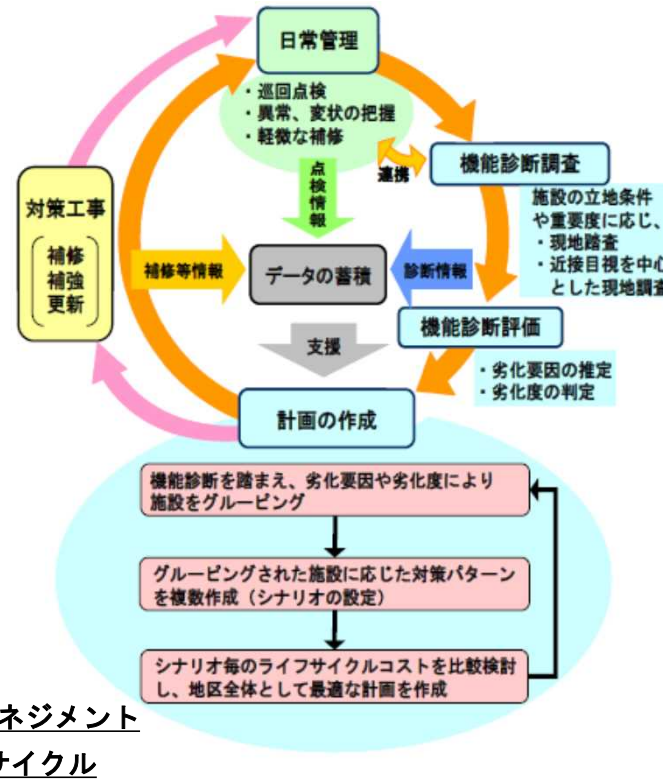 日常管理
・巡回点検
・異常、変状の把握
・軽微な補修
点検情報
連携
機能診断調査
施設の立地条件
や重要度に応じ、
・現地踏査
・近接目視を中心
とした現地調査
対策工事
補修
補強
更新
補修等情報
データの蓄積
診断情報
機能診断評価
・劣化要因の推定
・劣化度の判定
支援
計画の作成
機能診断を踏まえ、劣化要因や劣化度により
施設をグルーピング
グルーピングされた施設に応じた対策パターン
を複数作成（シナリオの設定）
シナリオ毎のライフサイクルコストを比較検討
し、地区全体として最適な計画を作成
ネジメント
サイクル